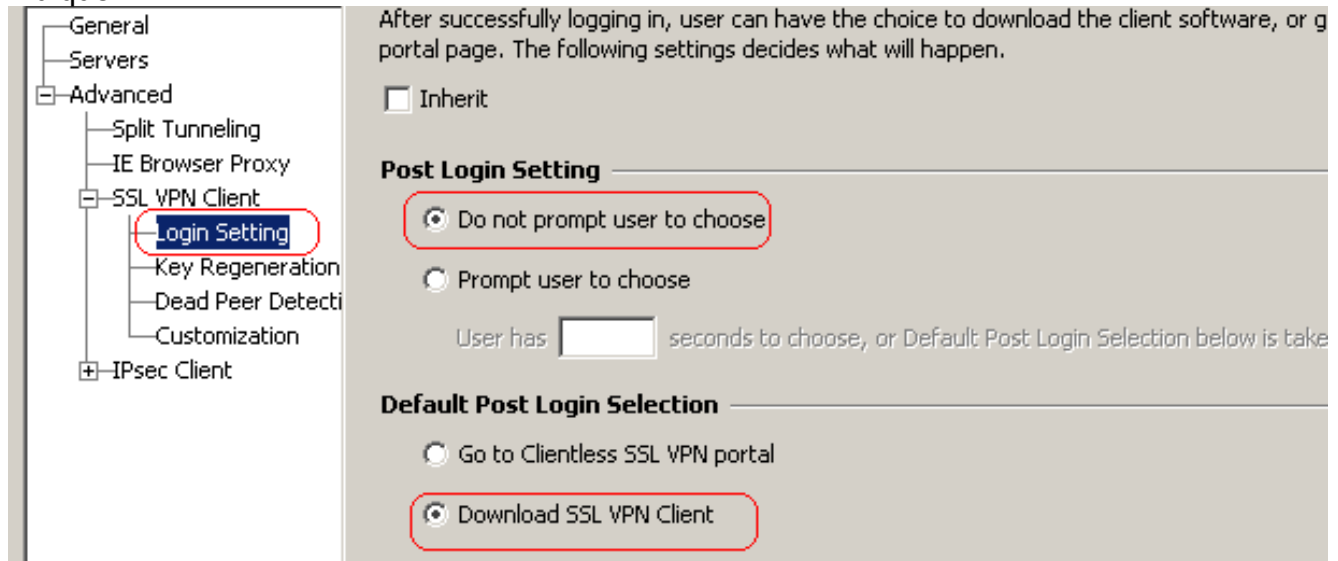 General
Servers
Advanced
Split Tunneling
IE Browser Proxy
SSL VPN Client
Login Setting
Key Regeneration
Dead Peer Detecti
Customization
IPsec Client
After successfully logging in, user can have the choice to download the client software, or g
portal page. The following settings decides what will happen.
Inherit
Post Login Setting
Do not prompt user to choose
Prompt user to choose
User has seconds to choose, or Default Post Login Selection below is take
Default Post Login Selection
Go to Clientless SSL VPN portal
Download SSL VPN Client